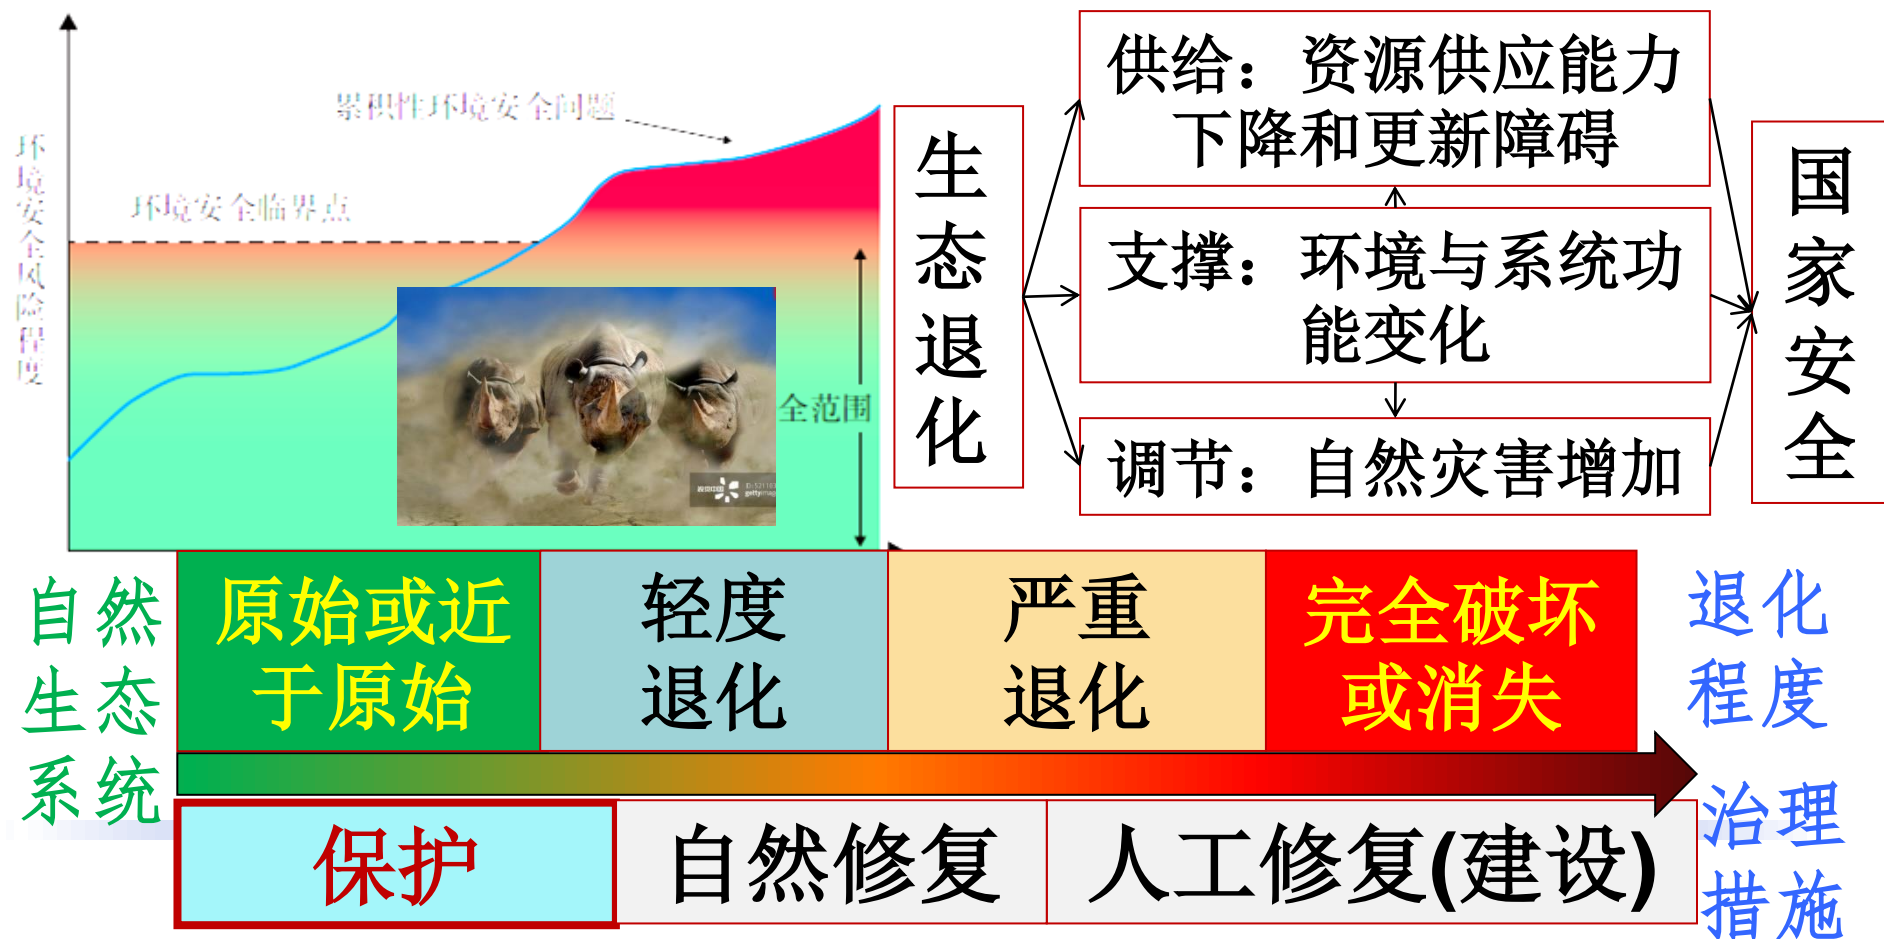 累积性环境安全问题
环境安全临界点
环境安全风险程度
全范围
视觉中国
生态退化
供给：资源供应能力
下降和更新障碍
支撑：环境与系统功
能变化
调节：自然灾害增加
国家安全
自然
生态
系统
原始或近
于原始
轻度
退化
严重
退化
完全破坏
或消失
退化
程度
保护
自然修复
人工修复(建设)
治理
措施